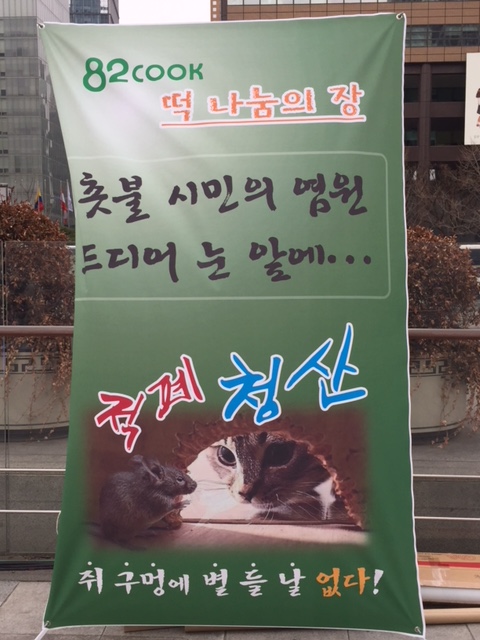 82COOK
떡 나눔의 장
촛불 시민의 염원
드디어 눈 앞에...
적폐 청산
쥐 구멍에 볕 들 날 없다!